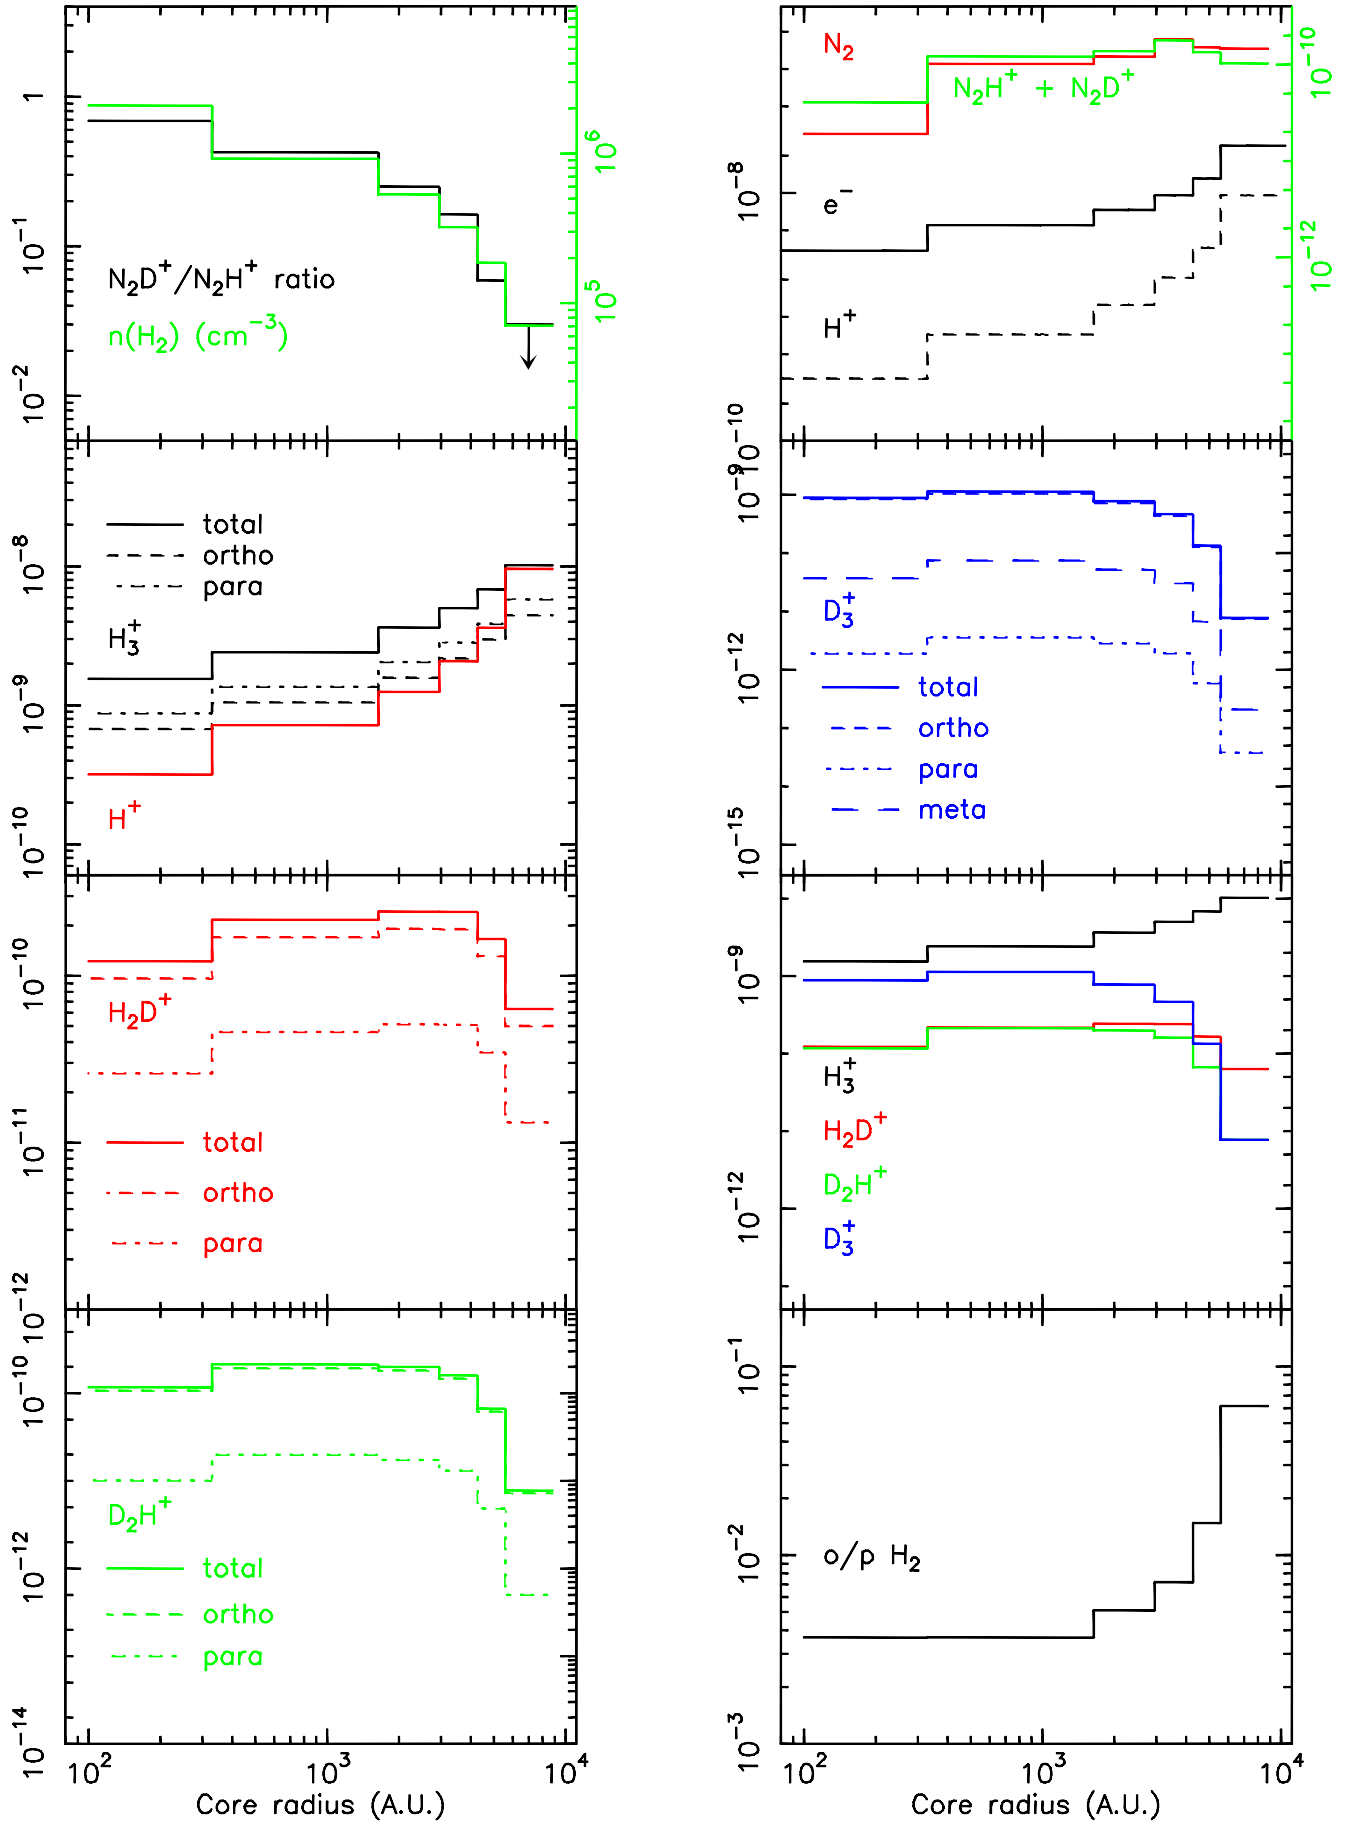 1
10⁻¹
10⁻²
10⁶
10⁵
N₂D⁺/N₂H⁺ ratio
n(H₂) (cm⁻³)
N₂
N₂H⁺ + N₂D⁺
e⁻
H⁺
10⁻⁸
10⁻¹⁰
10⁻¹⁰
10⁻¹²
total
ortho
para
H₃⁺
H⁺
10⁻⁸
10⁻⁹
10⁻¹⁰
D₃⁺
total
ortho
para
meta
10⁻⁹
10⁻¹²
10⁻¹⁵
H₂D⁺
total
ortho
para
10⁻¹⁰
10⁻¹¹
10⁻¹²
H₃⁺
H₂D⁺
D₂H⁺
D₃⁺
10⁻⁹
10⁻¹²
D₂H⁺
total
ortho
para
10⁻¹⁰
10⁻¹²
10⁻¹⁴
o/p H₂
10⁻¹
10⁻²
10⁻³
10² 10³ 10⁴
Core radius (A.U.)
10² 10³ 10⁴
Core radius (A.U.)